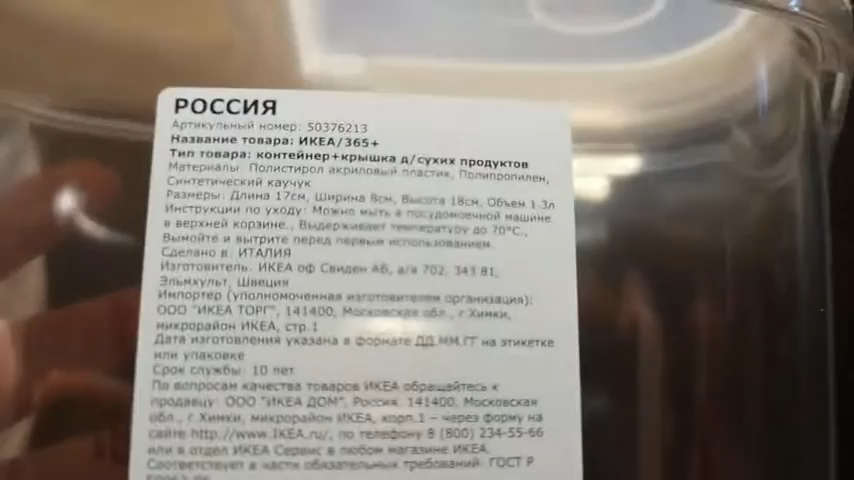 РОССИЯ
Артикульный номер: 50376213
Название товара: ИКЕА/365+
Тип товара: контейнер+крышка д/сухих продуктов
Материалы: Полистирол акриловый пластик, Полипропилен,
Синтетический каучук
Размеры: Длина 17см, Ширина 8см, Высота 18см, Объем 1.3л
Инструкции по уходу: Можно мыть в посудомоечной машине
в верхней корзине., Выдерживает температуру до 70°С.,
Вымойте и вытрите перед первым использованием.
Сделано в: ИТАЛИЯ
Изготовитель: ИКЕА оф Свиден АБ, а/я 702, 343 81,
Эльмхульт, Швеция
Импортер (уполномоченная изготовителем организация):
ООО "ИКЕА ТОРГ", 141400, Московская обл., г.Химки,
микрорайон ИКЕА, стр.1
Дата изготовления указана в формате ДД.ММ.ГГ на этикетке
или упаковке
Срок службы: 10 лет
По вопросам качества товаров ИКЕА обращайтесь к
продавцу: ООО "ИКЕА ДОМ", Россия, 141400, Московская
обл., г.Химки, микрорайон ИКЕА, корп.1 – через форму на
сайте http://www.IKEA.ru/, по телефону 8 (800) 234-55-66
или в отдел ИКЕА Сервис в любом магазине ИКЕА.
Соответствует в части обязательных требований: ГОСТ Р